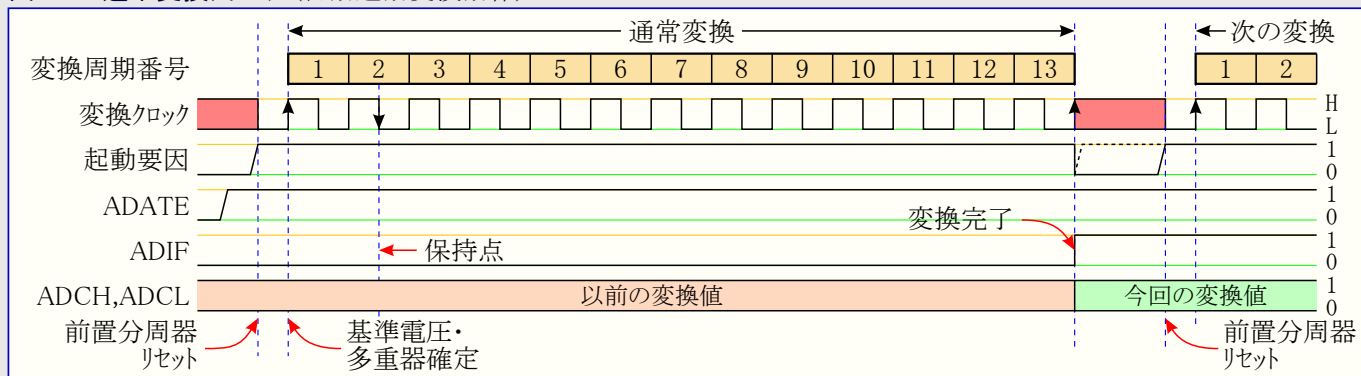 通常変換
次の変換
変換周期番号 1 2 3 4 5 6 7 8 9 10 11 12 13 1 2
変換クロック H L
起動要因 1 0
ADATE 1 0
変換完了
ADIF 1 0
保持点
ADCH,ADCL 以前の変換値 今回の変換値 1 0
前置分周器
リセット
基準電圧・
多重器確定
前置分周器
リセット